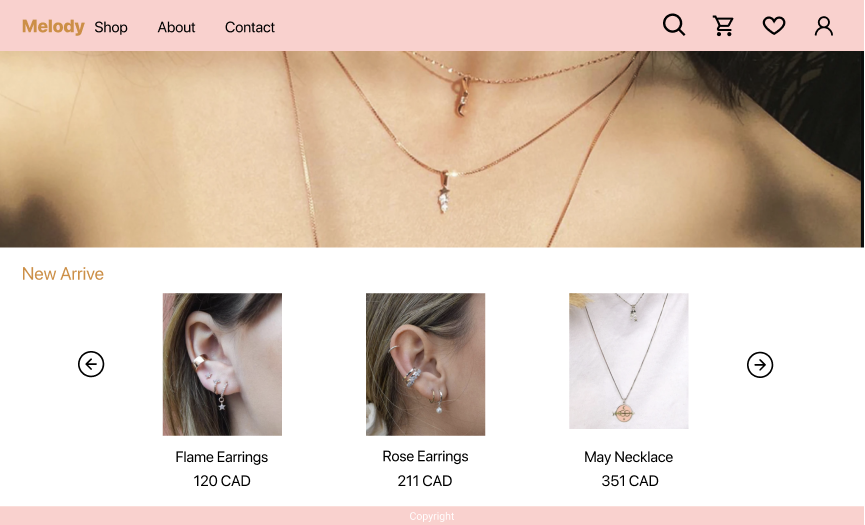 Melody Shop About Contact
New Arrive
Flame Earrings Rose Earrings May Necklace
120 CAD 211 CAD 351 CAD
Copyright